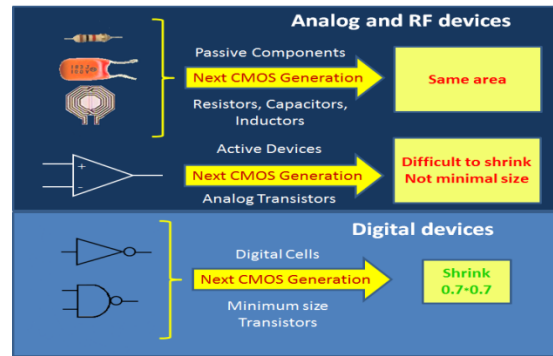 Analog and RF devices
Passive Components
Next CMOS Generation
Resistors, Capacitors,
Inductors
Same area
Active Devices
Next CMOS Generation
Analog Transistors
Difficult to shrink
Not minimal size
+
-
Digital devices
Digital Cells
Next CMOS Generation
Minimum size
Transistors
Shrink
0.7*0.7